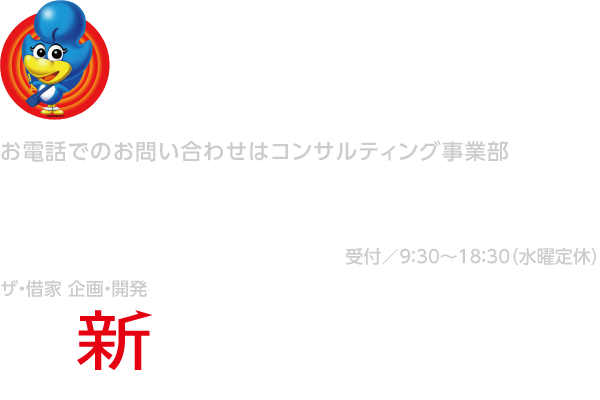 お電話でのお問い合わせはコンサルティング事業部
受付／9:30〜18:30（水曜定休）
ザ・借家 企画・開発
新